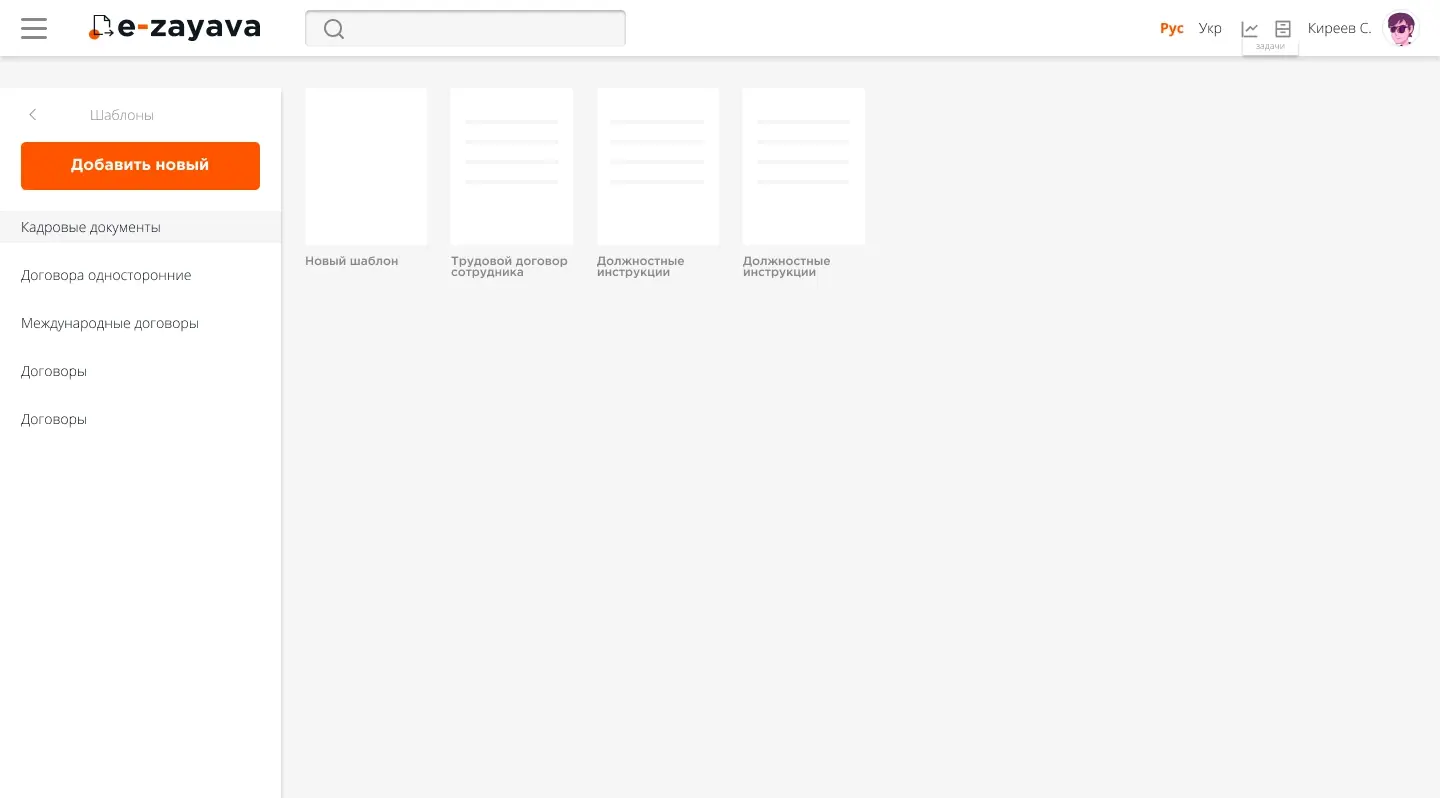 e-zayava
Рус Укр
задачи
Киреев С.
Шаблоны
Добавить новый
Кадровые документы
Договора односторонние
Международные договоры
Договоры
Договоры
Новый шаблон
Трудовой договор
сотрудника
Должностные
инструкции
Должностные
инструкции